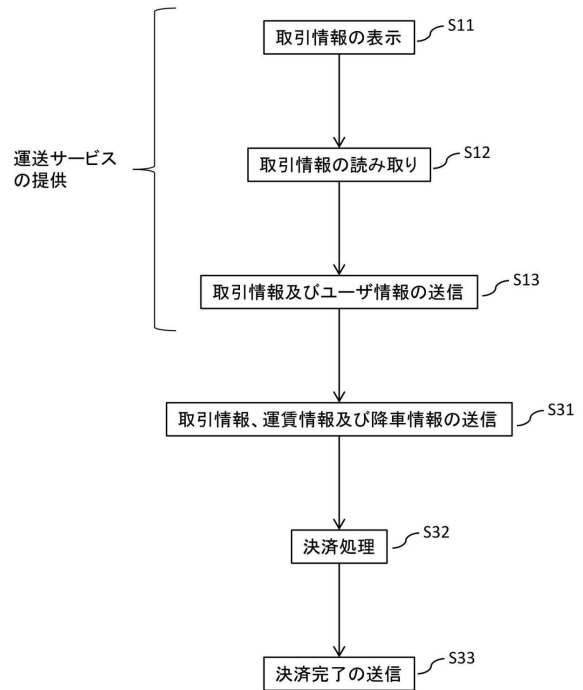 取引情報の表示
S11
運送サービス
の提供
取引情報の読み取り
S12
取引情報及びユーザ情報の送信
S13
取引情報、運賃情報及び降車情報の送信
S31
決済処理
S32
決済完了の送信
S33